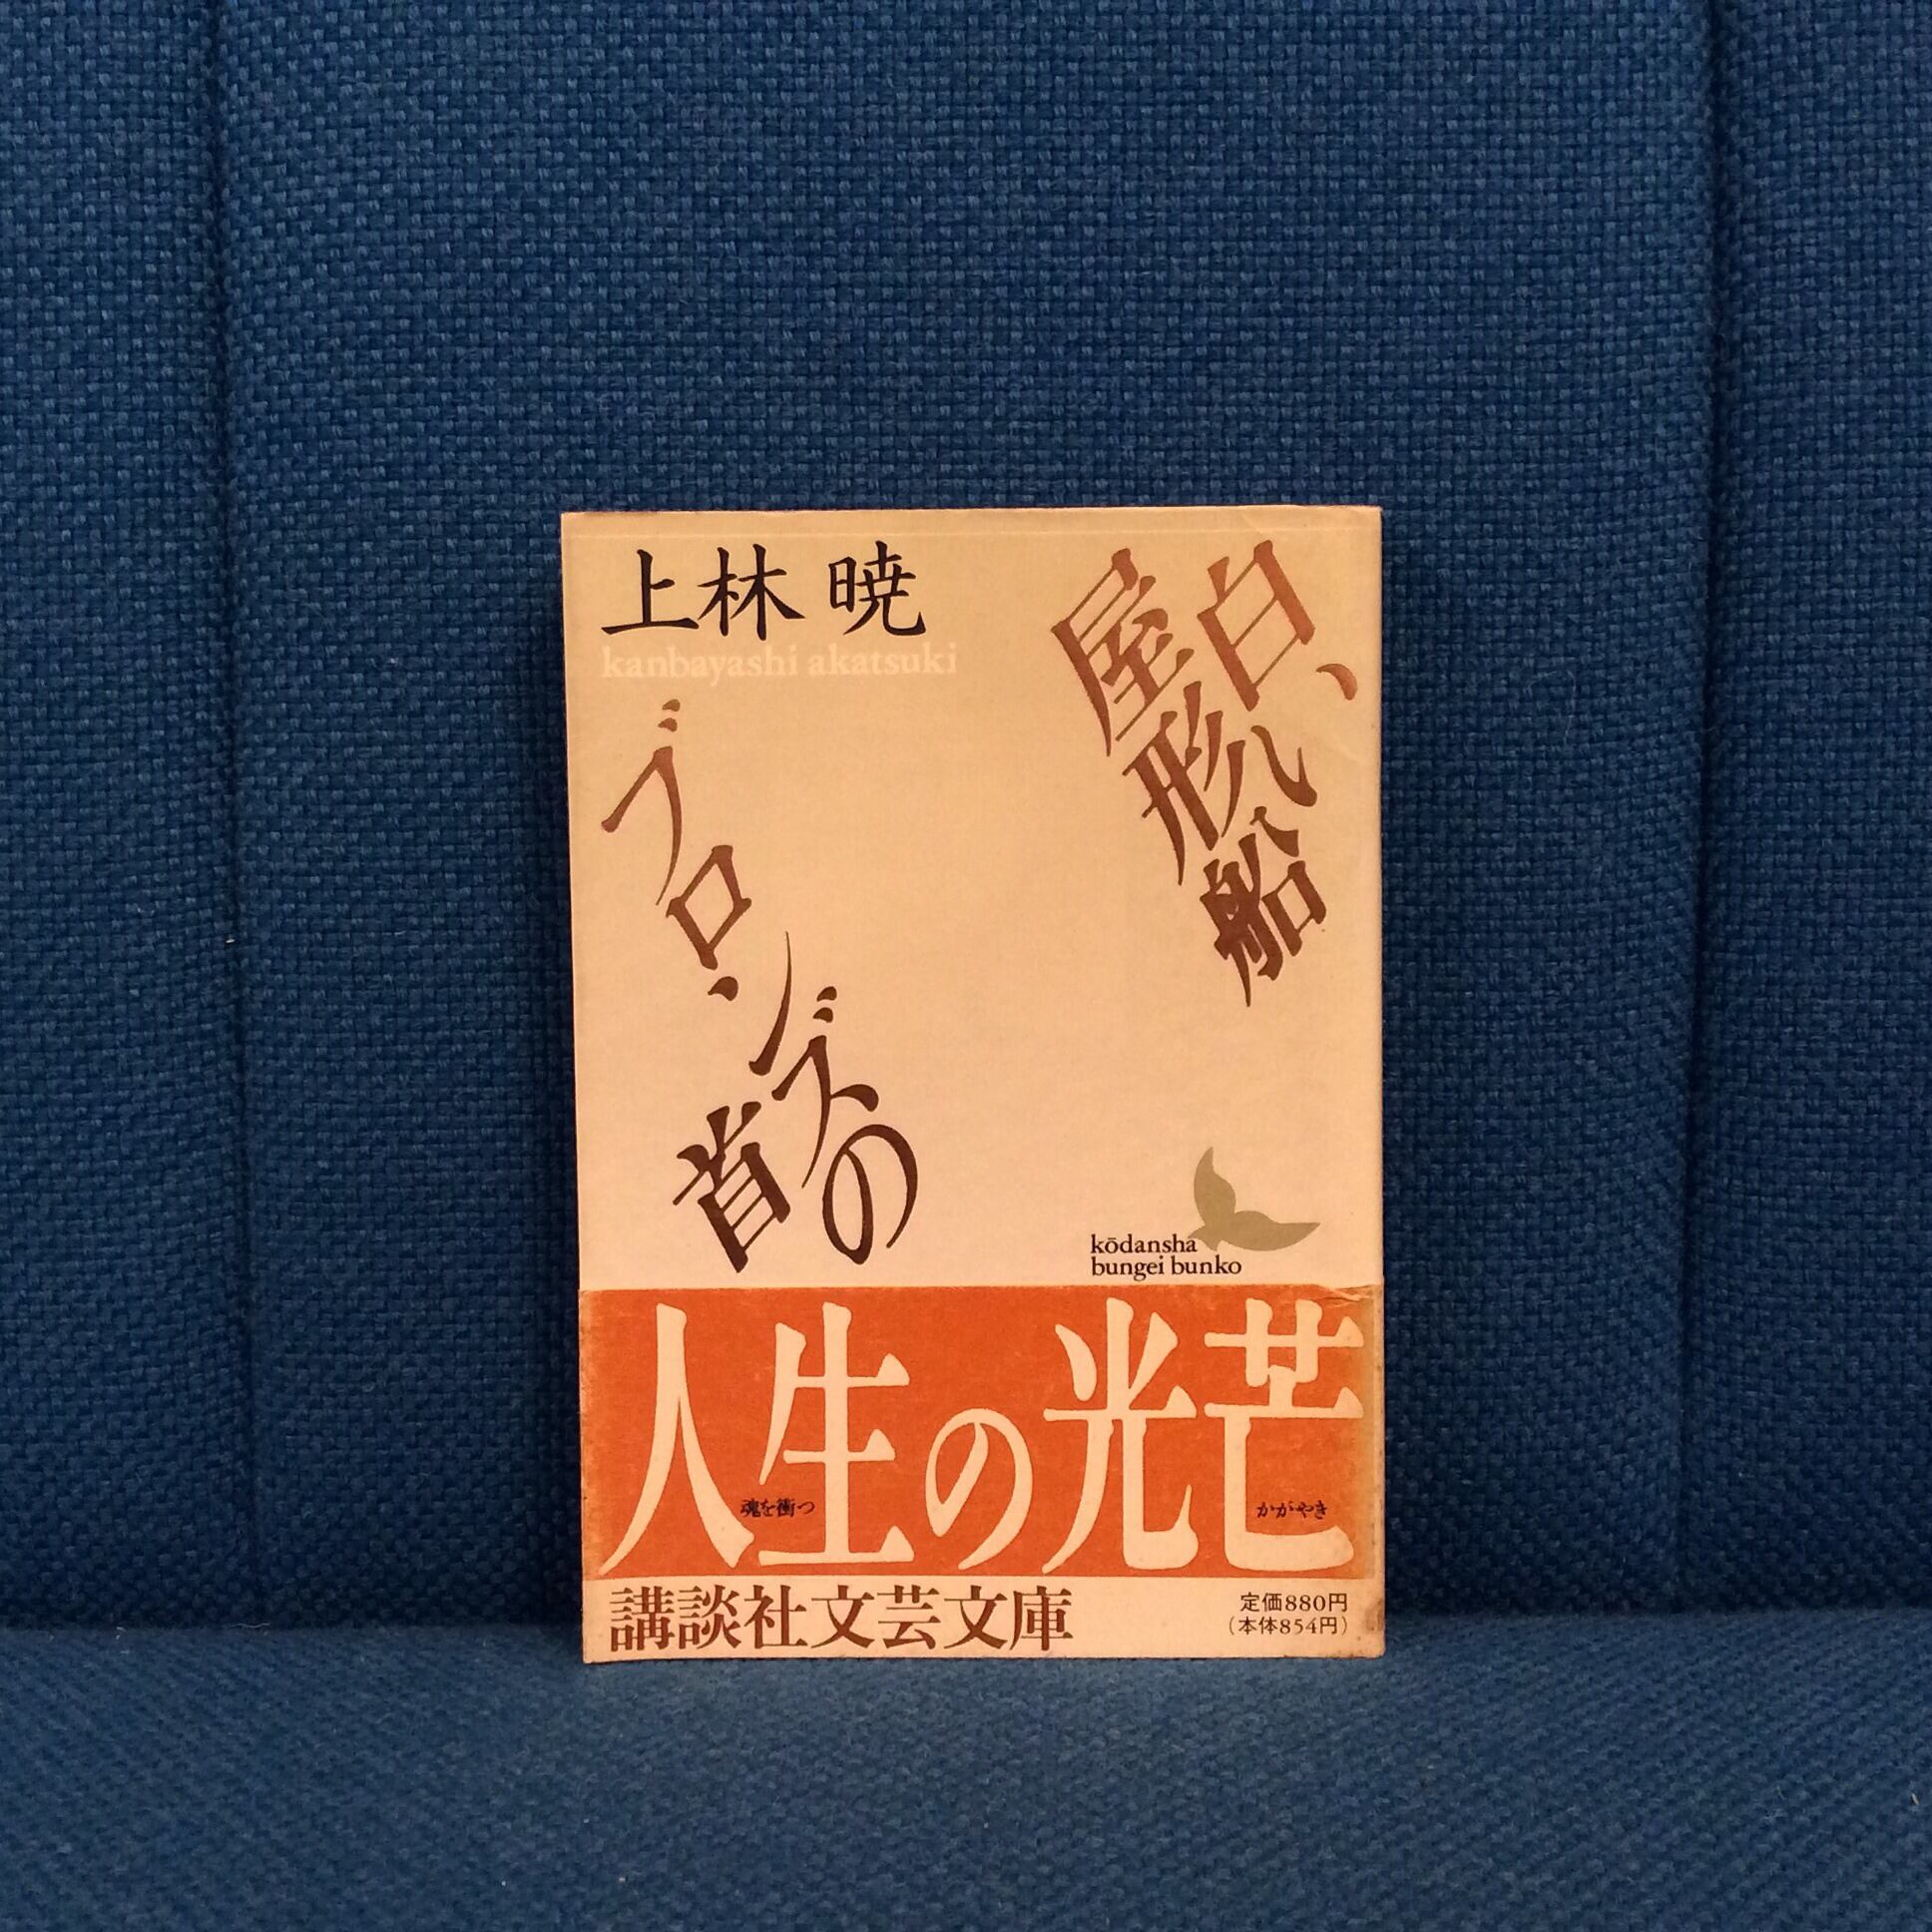 上林 暁
kanbayashi akatsuki
白い
屋形船
ブロンズの
首
kōdansha
bungei bunko
人生の光芒
魂を衝つ
かがやき
講談社文芸文庫
定価880円
（本体854円）